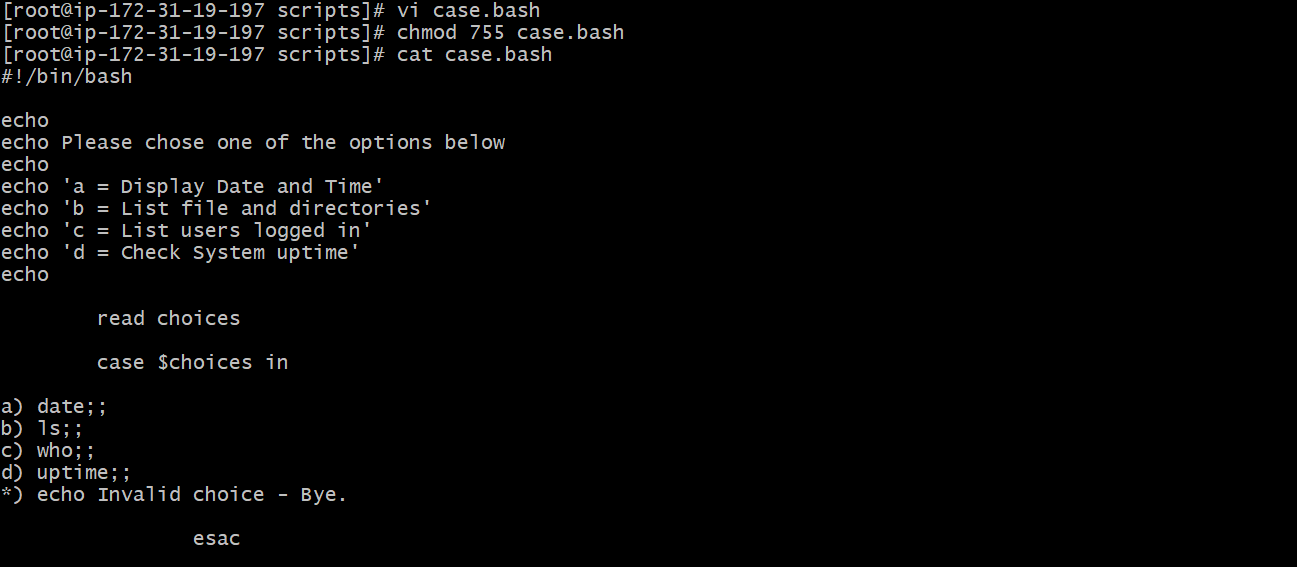 [root@ip-172-31-19-197 scripts]# vi case.bash
[root@ip-172-31-19-197 scripts]# chmod 755 case.bash
[root@ip-172-31-19-197 scripts]# cat case.bash
#!/bin/bash
echo
echo Please chose one of the options below
echo
echo 'a = Display Date and Time'
echo 'b = List file and directories'
echo 'c = List users logged in'
echo 'd = Check System uptime'
echo
read choices
case $choices in
a) date;;
b) ls;;
c) who;;
d) uptime;;
*) echo Invalid choice - Bye.
esac